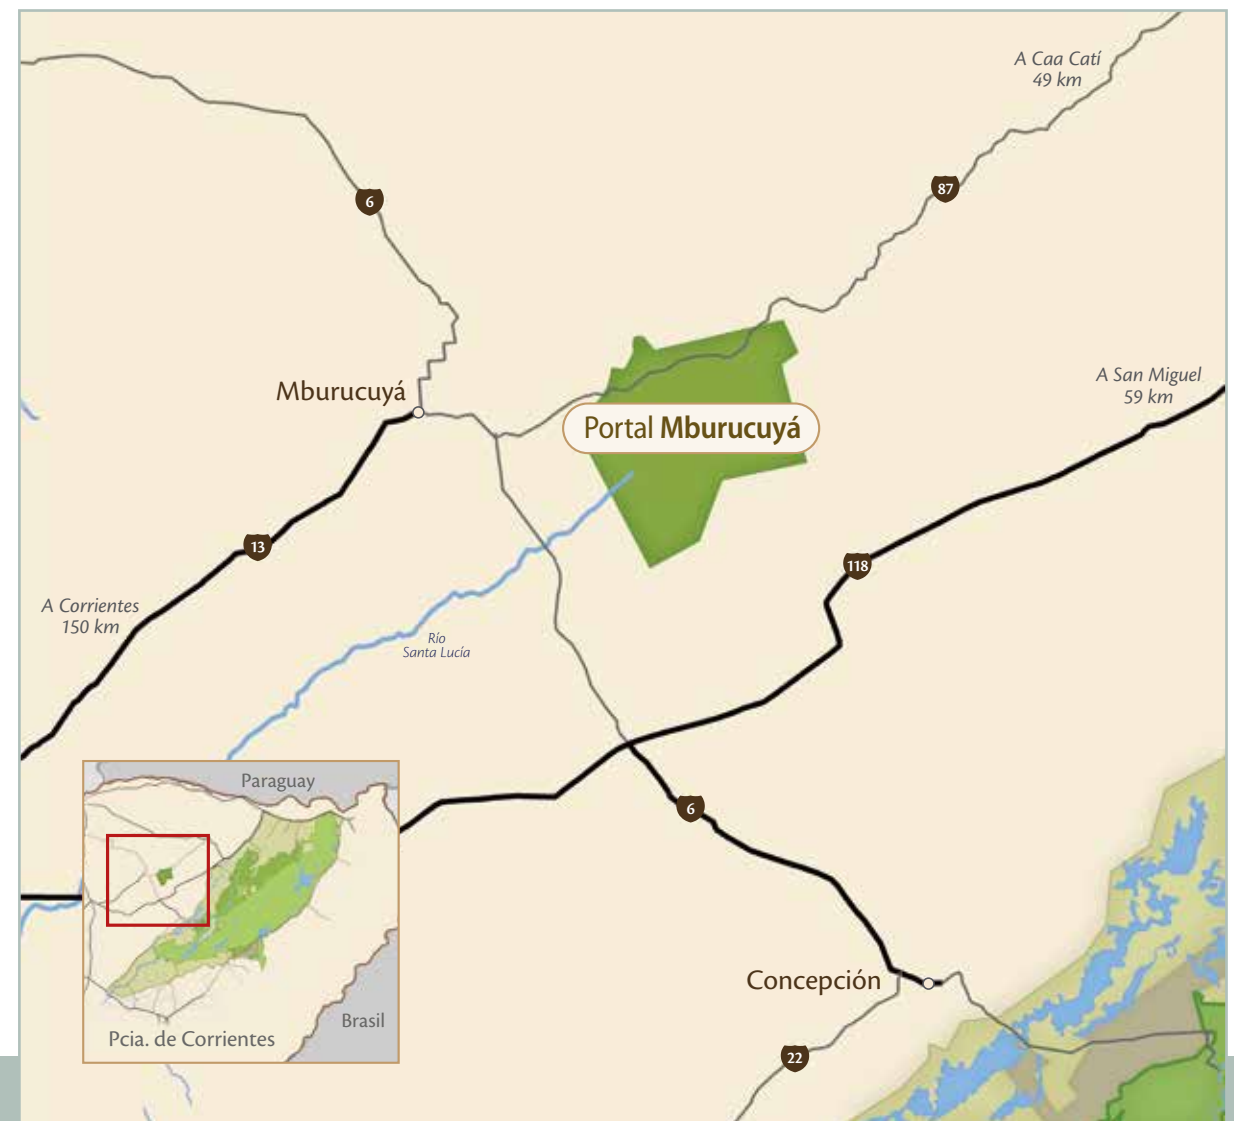 A Caa Catí
49 km
87
6
A San Miguel
59 km
Mburucuyá
Portal Mburucuyá
13
118
A Corrientes
150 km
Río
Santa Lucía
Paraguay
6
Concepción
Brasil
Pcia. de Corrientes
22